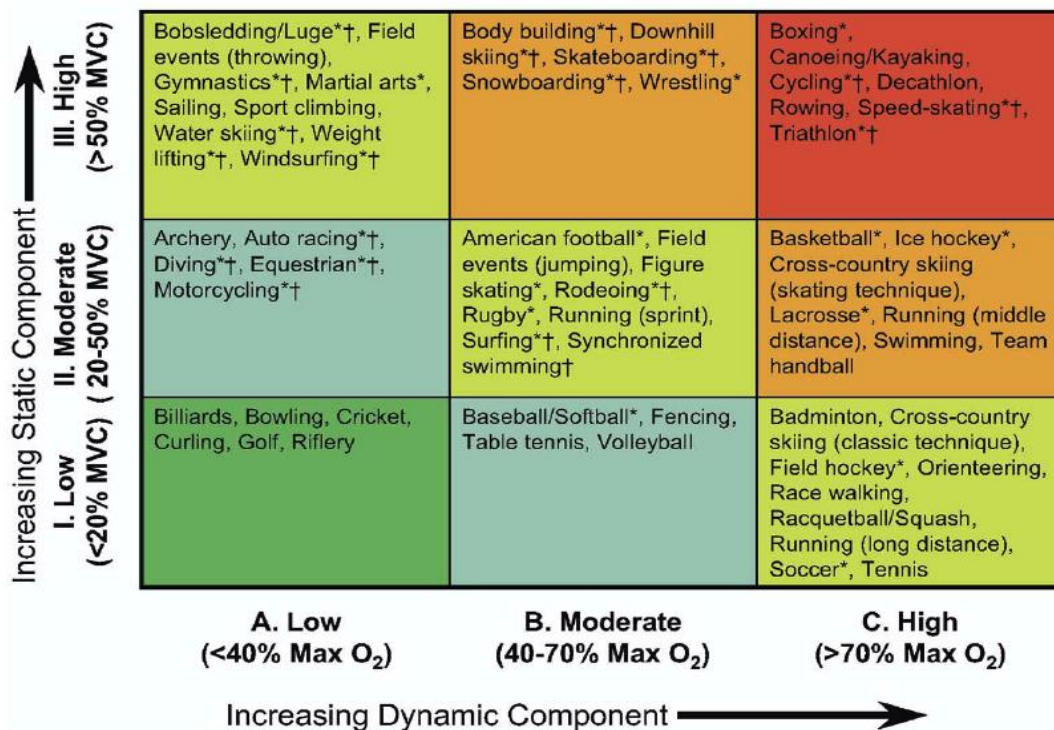 Increasing Static Component
III. High
(>50% MVC)
Bobsledding/Luge*†, Field
events (throwing),
Gymnastics*†, Martial arts*,
Sailing, Sport climbing,
Water skiing*†, Weight
lifting*†, Windsurfing*†
Body building*†, Downhill
skiing*†, Skateboarding*†,
Snowboarding*†, Wrestling*
Boxing*,
Canoeing/Kayaking,
Cycling*†, Decathlon,
Rowing, Speed-skating*†,
Triathlon*†
II. Moderate
( 20-50% MVC)
Archery, Auto racing*†,
Diving*†, Equestrian*†,
Motorcycling*†
American football*, Field
events (jumping), Figure
skating*, Rodeoing*†,
Rugby*, Running (sprint),
Surfing*†, Synchronized
swimming†
Basketball*, Ice hockey*,
Cross-country skiing
(skating technique),
Lacrosse*, Running (middle
distance), Swimming, Team
handball
I. Low
(<20% MVC)
Billiards, Bowling, Cricket,
Curling, Golf, Riflery
Baseball/Softball*, Fencing,
Table tennis, Volleyball
Badminton, Cross-country
skiing (classic technique),
Field hockey*, Orienteering,
Race walking,
Racquetball/Squash,
Running (long distance),
Soccer*, Tennis
A. Low
(<40% Max O₂)
B. Moderate
(40-70% Max O₂)
C. High
(>70% Max O₂)
Increasing Dynamic Component